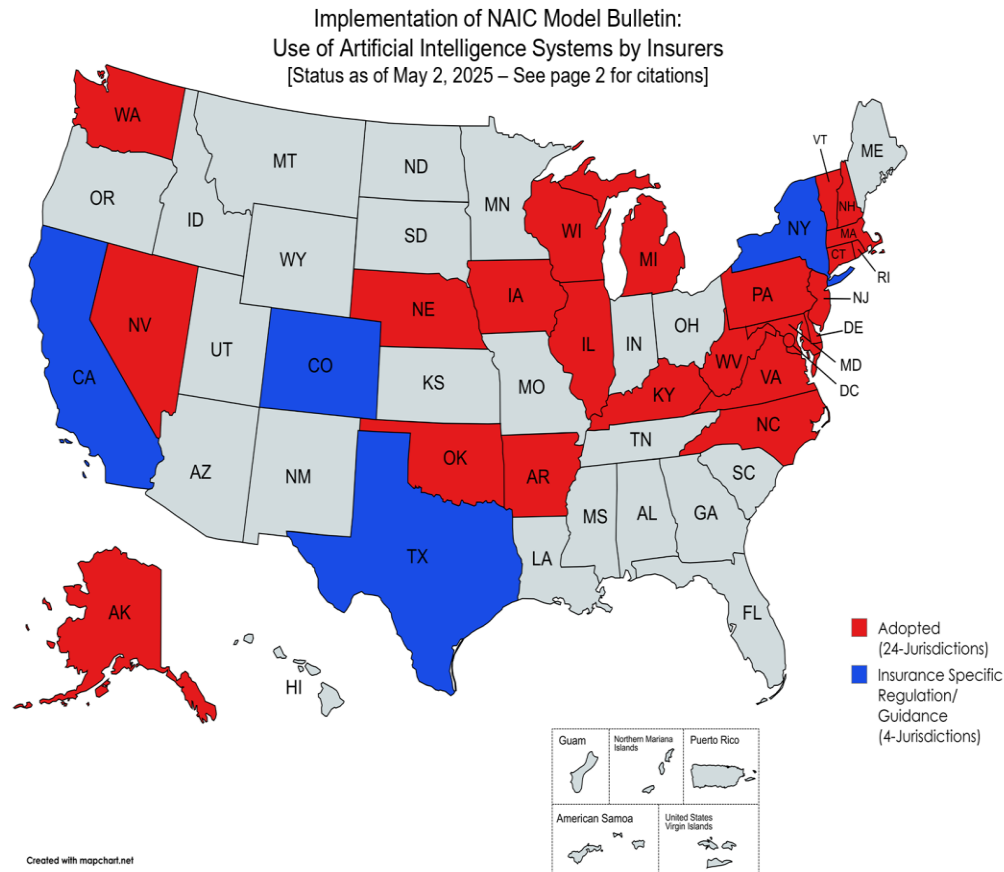 Implementation of NAIC Model Bulletin:
Use of Artificial Intelligence Systems by Insurers
[Status as of May 2, 2025 – See page 2 for citations]
WA
OR
ID
MT
ND
MN
SD
WY
CA
NV
UT
CO
NE
KS
IA
MO
WI
IL
MI
IN
OH
KY
TN
AZ
NM
OK
TX
AR
LA
MS
AL
GA
FL
SC
NC
VA
WV
PA
NY
VT
NH
ME
MA
CT
RI
NJ
DE
MD
DC
AK
HI
Adopted
(24-Jurisdictions)
Insurance Specific
Regulation/
Guidance
(4-Jurisdictions)
Guam
Northern Mariana
Islands
Puerto Rico
American Samoa
United States
Virgin Islands
Created with mapchart.net